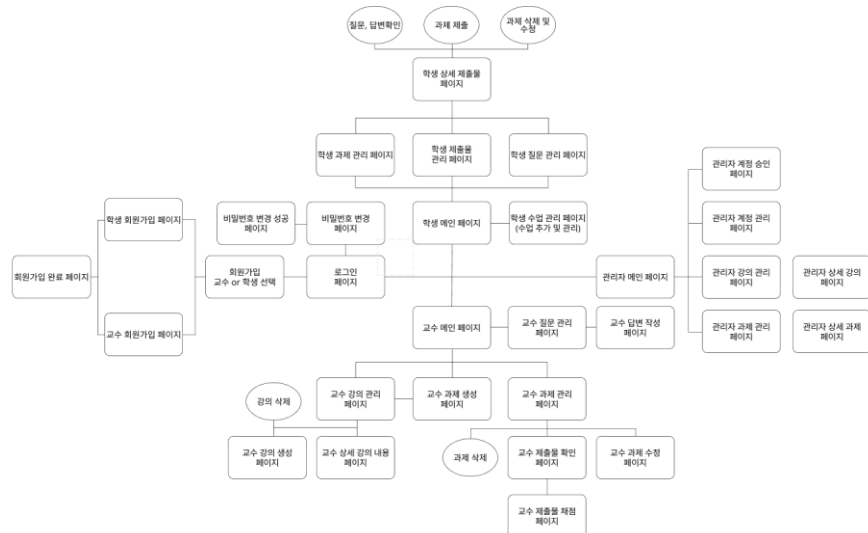 질문, 답변확인
과제 제출
과제 삭제 및
수정
학생 상세 제출물
페이지
학생 과제 관리 페이지
학생 제출물
관리 페이지
학생 질문 관리 페이지
관리자 계정 승인
페이지
학생 회원가입 페이지
비밀번호 변경 성공
페이지
비밀번호 변경
페이지
학생 메인 페이지
학생 수업 관리 페이지
(수업 추가 및 관리)
관리자 계정 관리
페이지
회원가입 완료 페이지
회원가입
교수 or 학생 선택
로그인
페이지
관리자 메인 페이지
관리자 강의 관리
페이지
관리자 상세 강의
페이지
교수 회원가입 페이지
교수 메인 페이지
교수 질문 관리
페이지
교수 답변 작성
페이지
관리자 과제 관리
페이지
관리자 상세 과제
페이지
강의 삭제
교수 강의 관리
페이지
교수 과제 생성
페이지
교수 과제 관리
페이지
교수 강의 생성
페이지
교수 상세 강의 내용
페이지
과제 삭제
교수 제출물 확인
페이지
교수 과제 수정
페이지
교수 제출물 채점
페이지